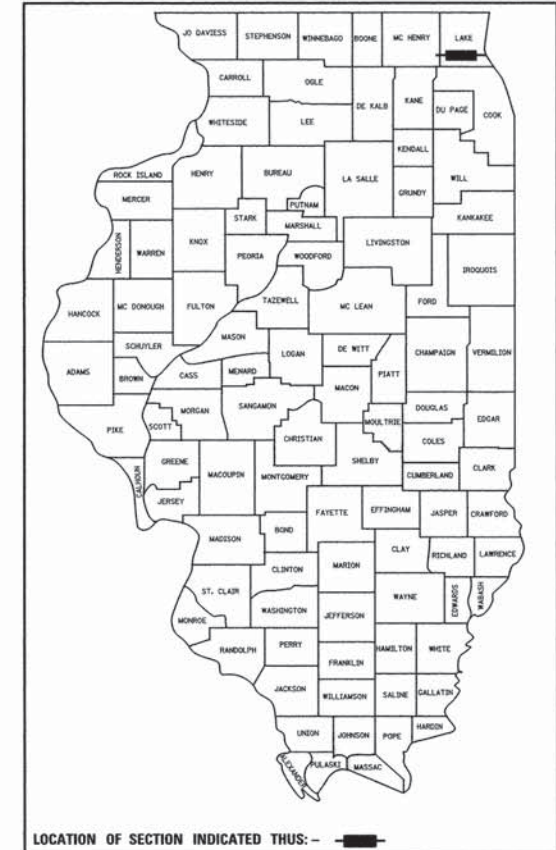 JO DAVIESS
STEPHENSON
WINNEBAGO
BOONE
MC HENRY
LAKE
CARROLL
OGLE
DE KALB
KANE
DU PAGE
COOK
WHITESIDE
LEE
KENDALL
WILL
ROCK ISLAND
HENRY
BUREAU
LA SALLE
GRUNDY
MERCER
PUTNAM
KANKAKEE
STARK
MARSHALL
HENDERSON
WARREN
KNOX
PEORIA
WOODFORD
LIVINGSTON
IROQUOIS
HANCOCK
MC DONOUGH
FULTON
TAZEWELL
MC LEAN
FORD
MASON
SCHUYLER
LOGAN
DE WITT
CHAMPAIGN
VERMILION
ADAMS
BROWN
CASS
MENARD
PIATT
MACON
MORGAN
SANGAMON
DOUGLAS
EDGAR
PIKE
SCOTT
CHRISTIAN
MOULTRIE
COLES
GREENE
MACOUPIN
MONTGOMERY
SHELBY
CUMBERLAND
CLARK
CALHOUN
JERSEY
FAYETTE
EFFINGHAM
JASPER
CRAWFORD
MADISON
BOND
CLAY
RICHLAND
LAWRENCE
CLINTON
MARION
ST. CLAIR
WAYNE
EDWARDS
WABASH
WASHINGTON
JEFFERSON
MONROE
RANDOLPH
PERRY
HAMILTON
WHITE
FRANKLIN
JACKSON
WILLIAMSON
SALINE
GALLATIN
UNION
JOHNSON
POPE
HARDIN
ALEXANDER
PULASKI
MASSAC
LOCATION OF SECTION INDICATED THUS: -